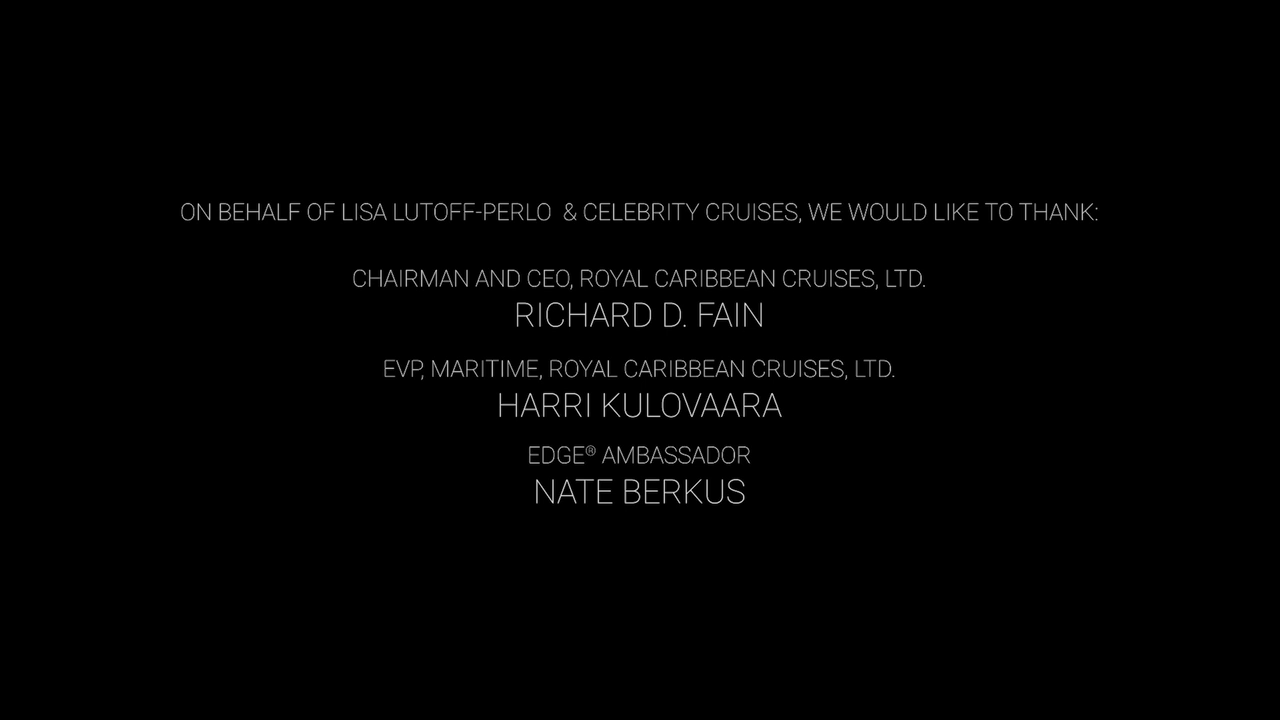 ON BEHALF OF LISA LUTOFF-PERLO & CELEBRITY CRUISES, WE WOULD LIKE TO THANK:
CHAIRMAN AND CEO, ROYAL CARIBBEAN CRUISES, LTD.
RICHARD D. FAIN
EVP, MARITIME, ROYAL CARIBBEAN CRUISES, LTD.
HARRI KULOVAARA
EDGE® AMBASSADOR
NATE BERKUS